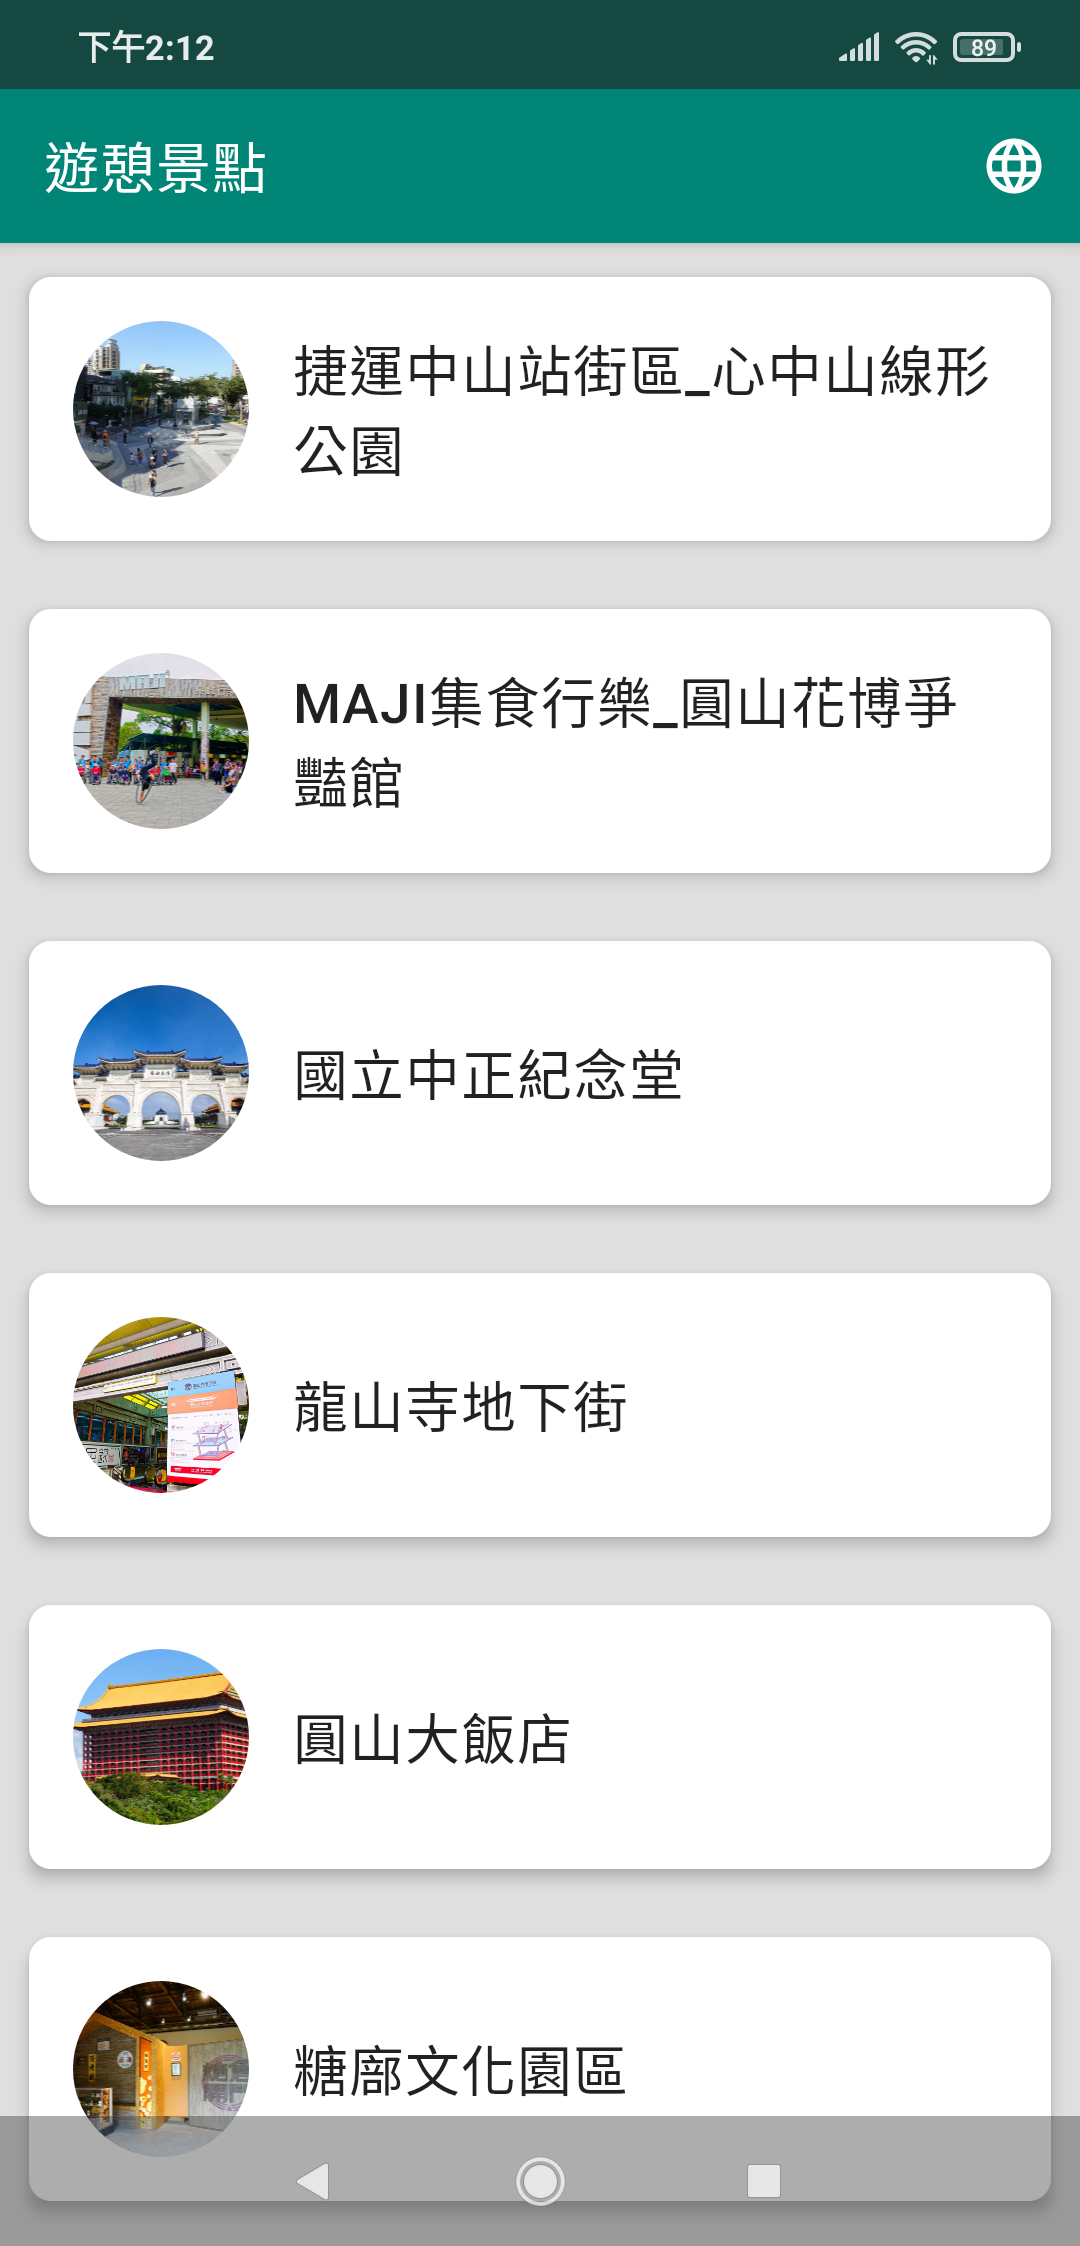 下午2:12
89
遊憩景點
捷運中山站街區_心中山線形
公園
MAJI集食行樂_圓山花博爭
豔館
國立中正紀念堂
龍山寺地下街
圓山大飯店
糖廍文化園區